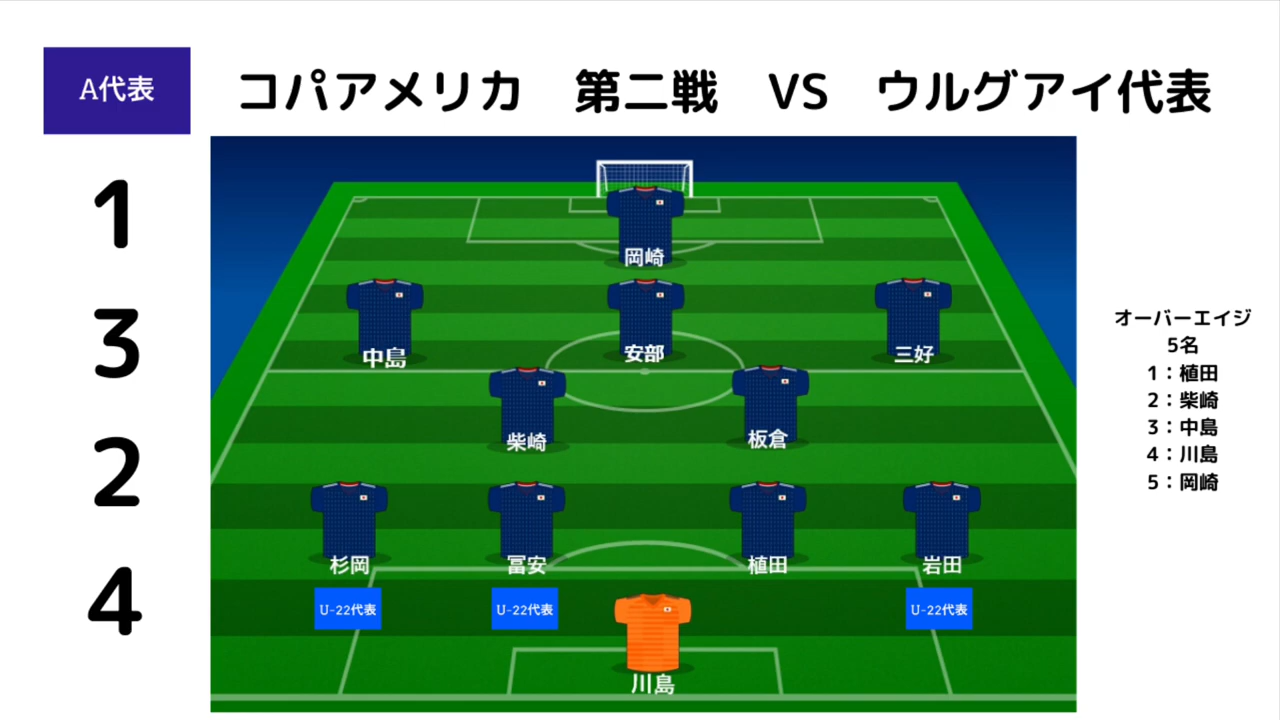 A代表
コパアメリカ 第二戦 VS ウルグアイ代表
1
3
2
4
岡崎
中島
安部
三好
柴崎
板倉
杉岡
冨安
植田
岩田
U-22代表
U-22代表
U-22代表
川島
オーバーエイジ
5名
1：植田
2：柴崎
3：中島
4：川島
5：岡崎